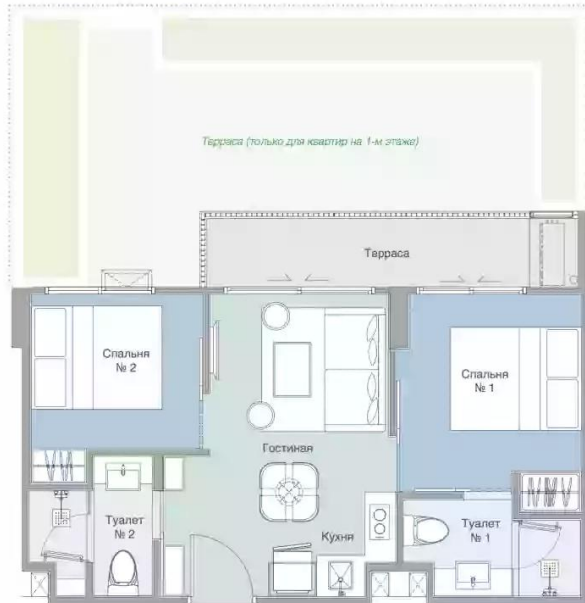 Терраса (только для квартир на 1-м этаже)
Терраса
Спальня
№ 2
Спальня
№ 1
Гостиная
Туалет
№ 2
Кухня
Туалет
№ 1